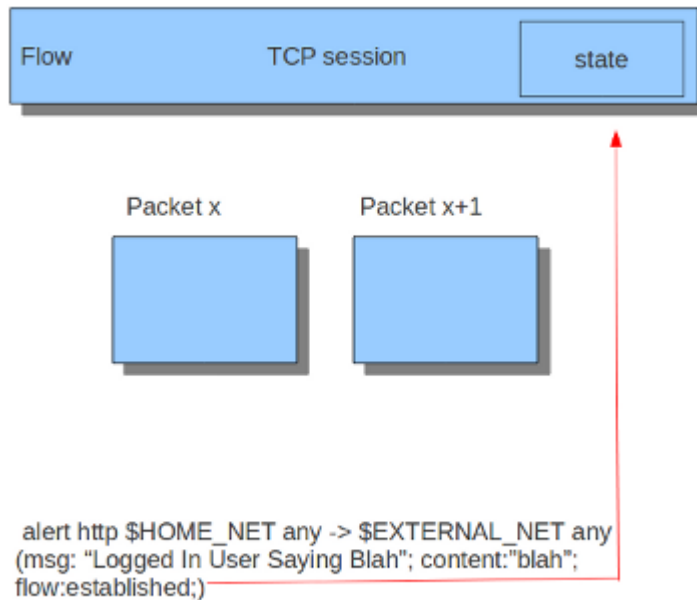 Flow TCP session state
Packet x Packet x+1
alert http $HOME_NET any -> $EXTERNAL_NET any
(msg: “Logged In User Saying Blah"; content:"blah";
flow:established;)